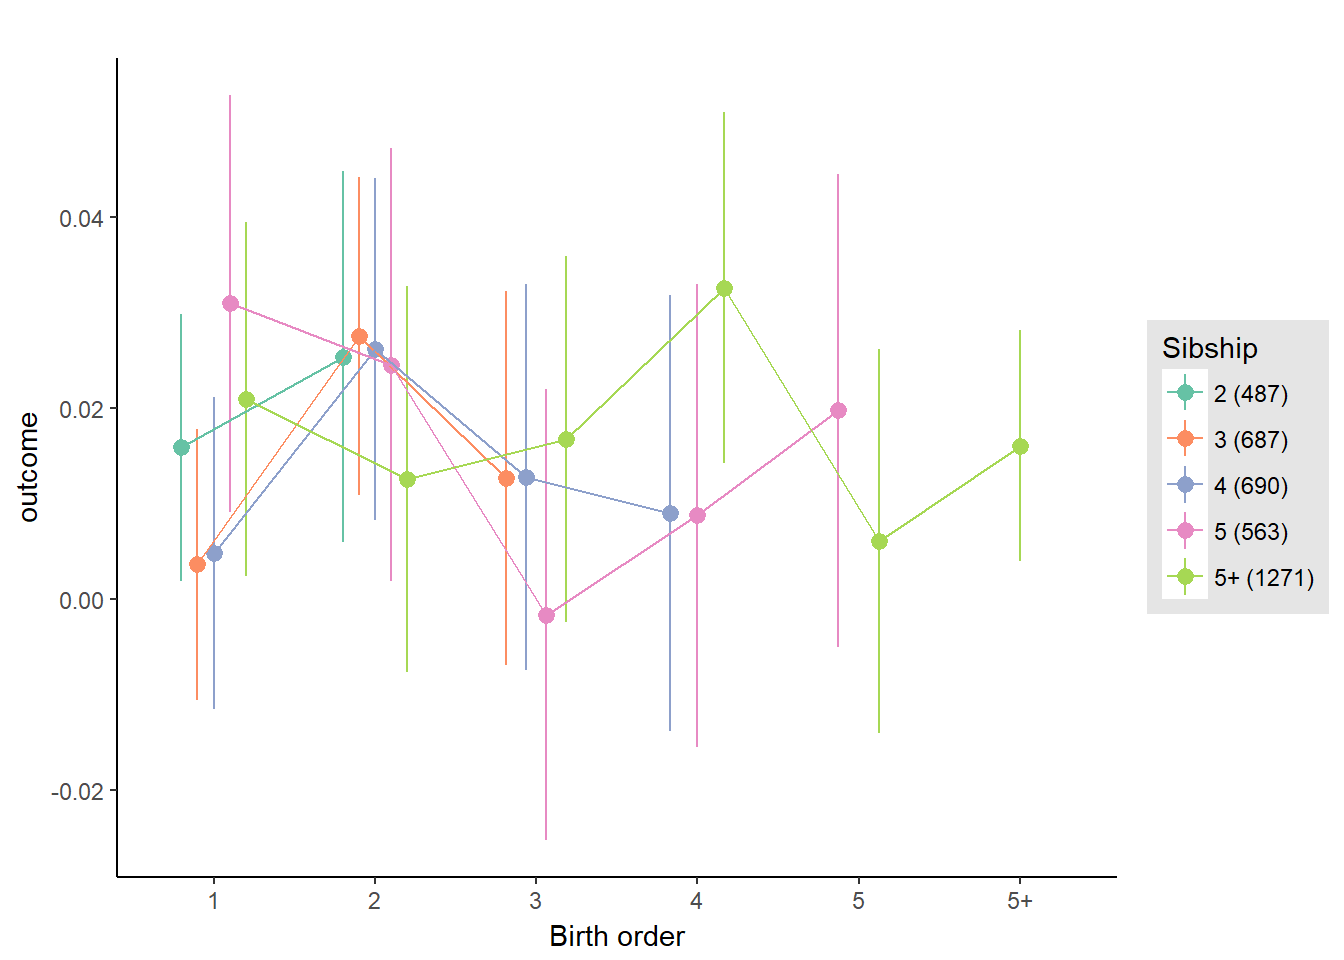 outcome
0.04
0.02
0.00
-0.02
1 2 3 4 5 5+
Birth order
Sibship
2 (487)
3 (687)
4 (690)
5 (563)
5+ (1271)